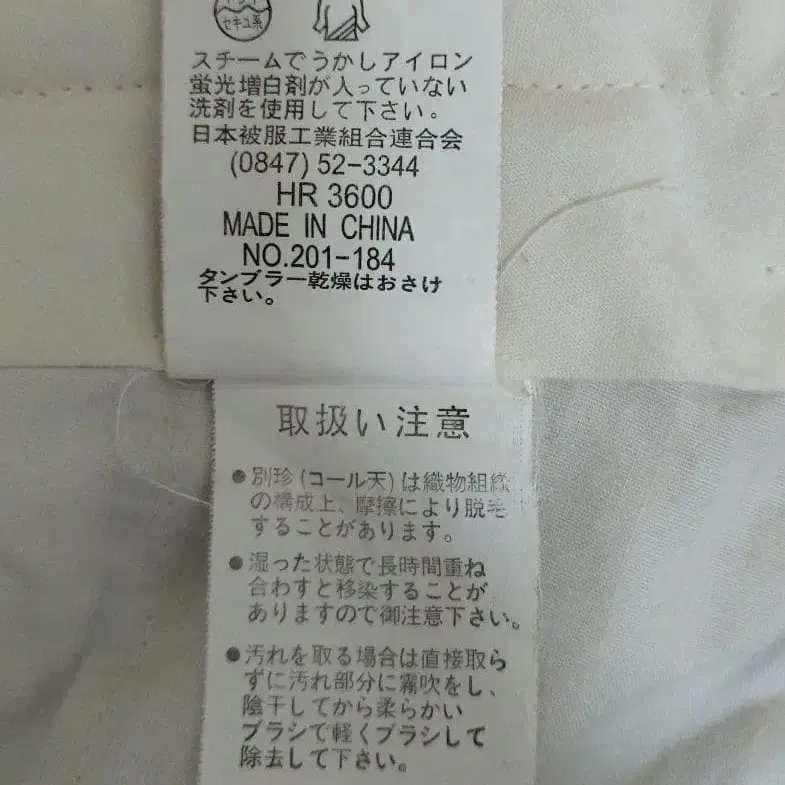 セキユ系
スチームでうかしアイロン
蛍光増白剤が入っていない
洗剤を使用して下さい。
日本被服工業組合連合会
(0847) 52-3344
HR 3600
MADE IN CHINA
NO.201-184
タンブラー乾燥はおさけ
下さい。
取扱い注意
●別珍(コール天)は織物組織
の構成上、摩擦により脱毛
することがあります。
●湿った状態で長時間重ね
合わすと移染することが
ありますので御注意下さい。
●汚れを取る場合は直接取ら
ずに汚れ部分に霧吹をし、
陰干してから柔らかい
ブラシで軽くブラシして
除去して下さい。